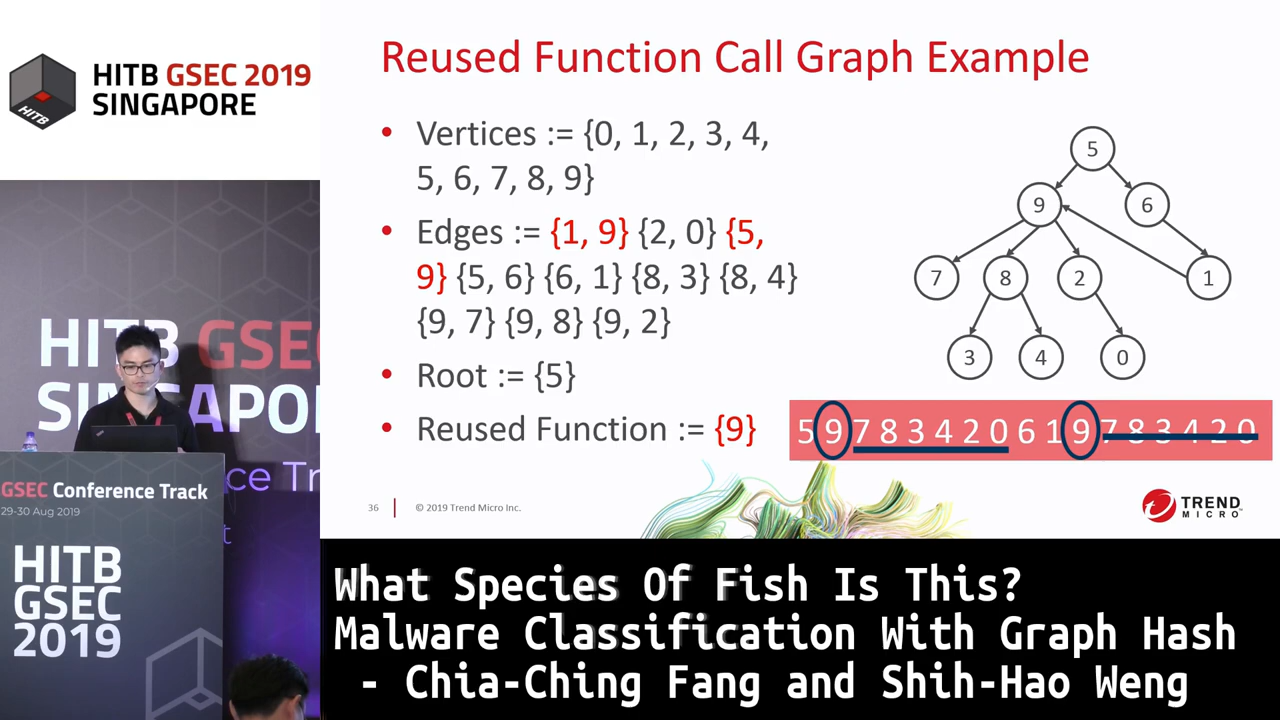 HITB GSEC 2019
SINGAPORE
HITB
Reused Function Call Graph Example
• Vertices := {0, 1, 2, 3, 4,
5, 6, 7, 8, 9}
• Edges := {1, 9} {2, 0} {5,
9} {5, 6} {6, 1} {8, 3} {8, 4}
{9, 7} {9, 8} {9, 2}
• Root := {5}
• Reused Function := {9}
5
9 6
7 8 2 1
3 4 0
5 9 7 8 3 4 2 0 6 1 9 7 8 3 4 2 0
36 © 2019 Trend Micro Inc.
TREND
MICRO
HITB GSEC
SINGAPO
ce Tr
t
GSEC Conference Track
29-30 Aug 2019
HITB
GSEC
2019
What Species Of Fish Is This?
Malware Classification With Graph Hash
- Chia-Ching Fang and Shih-Hao Weng